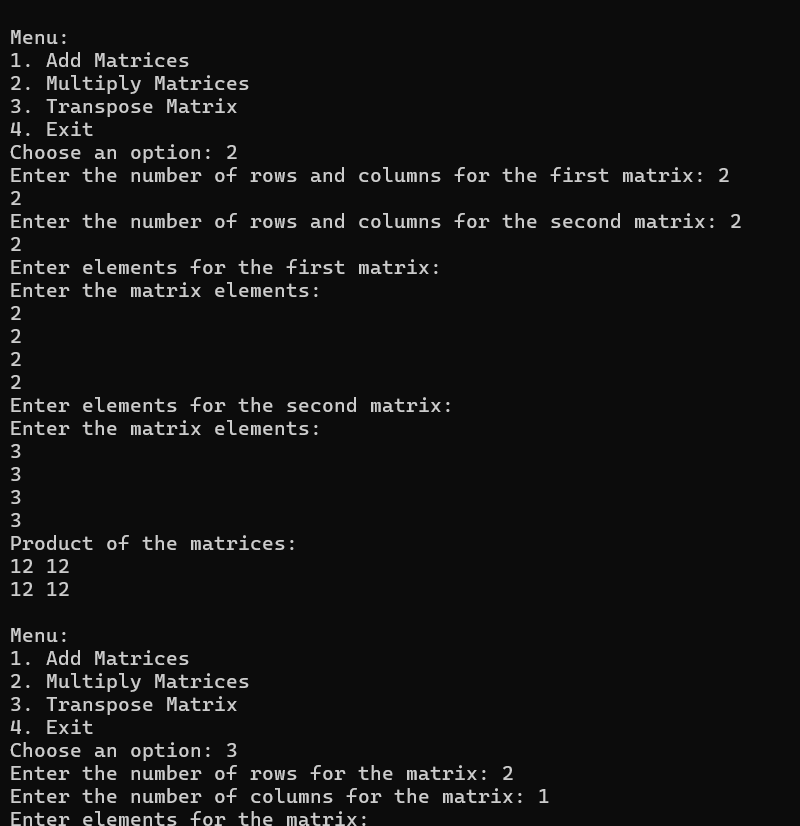 Menu:
1. Add Matrices
2. Multiply Matrices
3. Transpose Matrix
4. Exit
Choose an option: 2
Enter the number of rows and columns for the first matrix: 2
2
Enter the number of rows and columns for the second matrix: 2
2
Enter elements for the first matrix:
Enter the matrix elements:
2
2
2
2
Enter elements for the second matrix:
Enter the matrix elements:
3
3
3
3
Product of the matrices:
12 12
12 12
Menu:
1. Add Matrices
2. Multiply Matrices
3. Transpose Matrix
4. Exit
Choose an option: 3
Enter the number of rows for the matrix: 2
Enter the number of columns for the matrix: 1
Enter elements for the matrix: